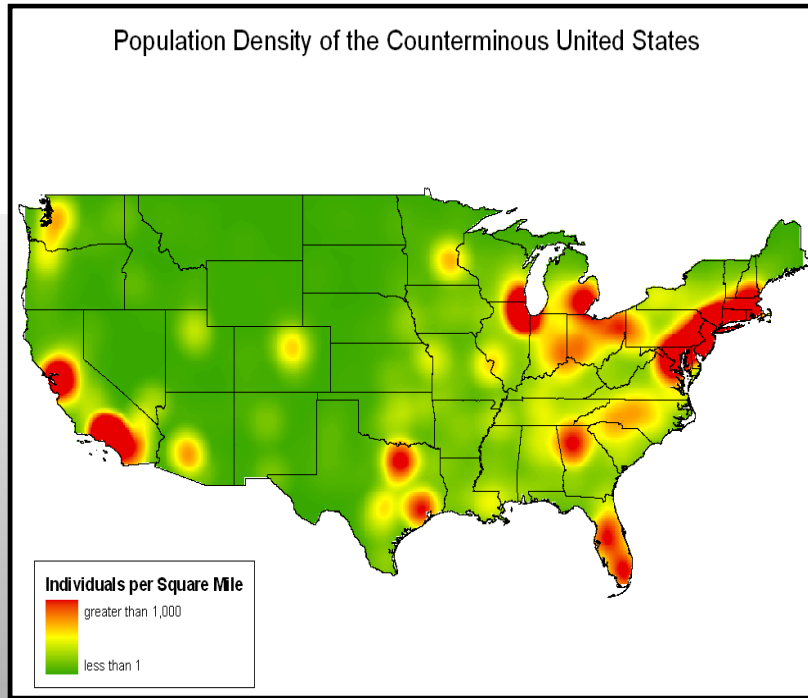 Population Density of the Counterminous United States
Individuals per Square Mile
greater than 1,000
less than 1